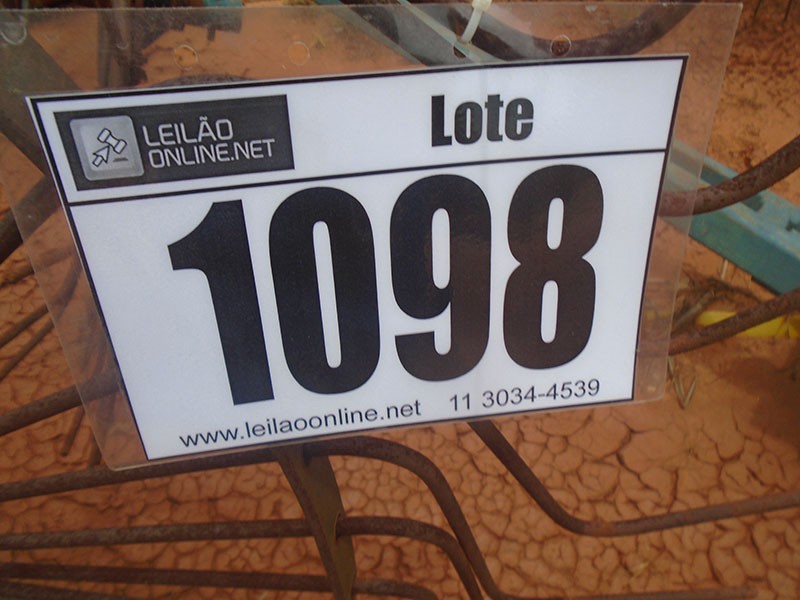 LEILÃO
ONLINE.NET
Lote
1098
www.leilaoonline.net 11 3034-4539